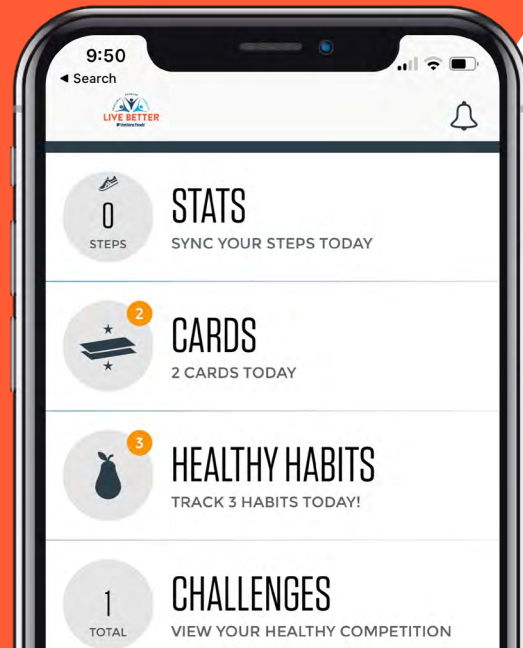 9:50
◀ Search
LIVE BETTER
0
STEPS
STATS
SYNC YOUR STEPS TODAY
2
CARDS
2 CARDS TODAY
3
HEALTHY HABITS
TRACK 3 HABITS TODAY!
1
TOTAL
CHALLENGES
VIEW YOUR HEALTHY COMPETITION